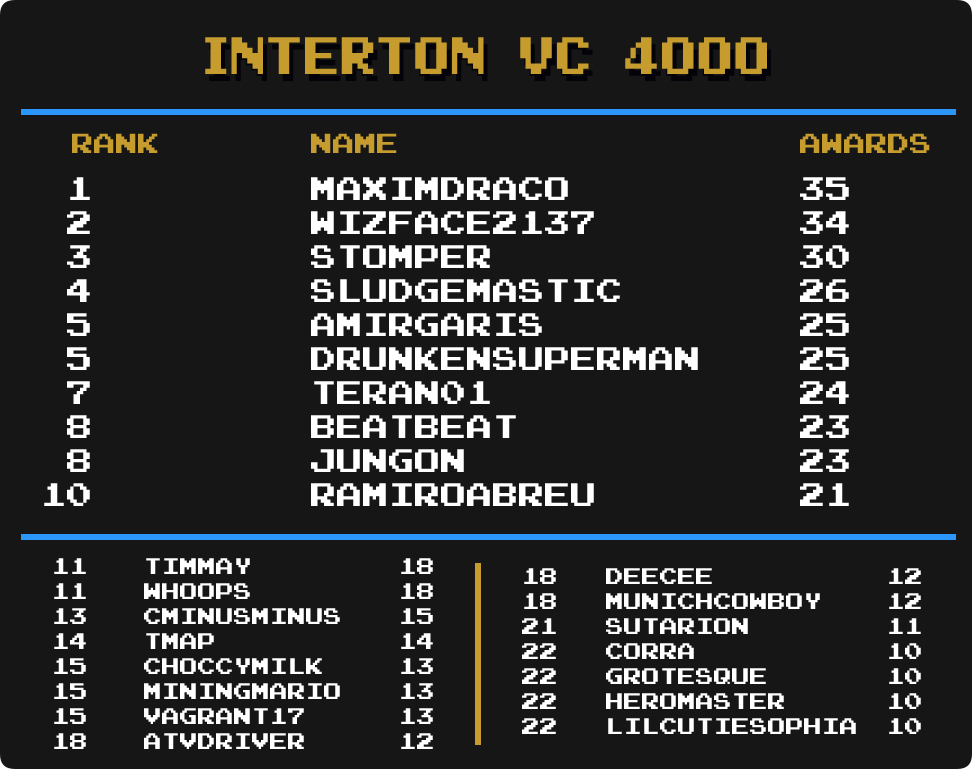 INTERTON VC 4000
RANK NAME AWARDS
1 MAXIMDRACO 35
2 WIZFACE2137 34
3 STOMPER 30
4 SLUDGEMASTIC 26
5 AMIRGARIS 25
5 DRUNKENSUPERMAN 25
7 TERAN01 24
8 BEATBEAT 23
8 JUNGON 23
10 RAMIROABREU 21
11 TIMMAY 18
11 WHOOPS 18
13 CMINUSMINUS 15
14 TMAP 14
15 CHOCCYMILK 13
15 MININGMARIO 13
15 VAGRANT17 13
18 ATVDRIVER 12
18 DEECEE 12
18 MUNICHCOWBOY 12
21 SUTARION 11
22 CORRA 10
22 GROTESQUE 10
22 HEROMASTER 10
22 LILCUTIESOPHIA 10